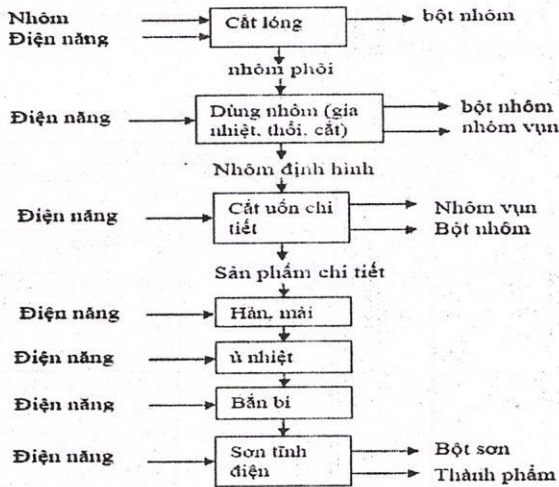 Nhôm
Điện năng
Cắt lóng
bột nhôm
nhôm phôi
Điện năng
Dùng nhôm (gia
nhiệt. thổi. cắt)
bột nhôm
nhôm vụn
Nhôm định hình
Điện năng
Cắt uốn chi
tiết
Nhôm vụn
Bột nhôm
Sản phẩm chi tiết
Điện năng
Hàn, mài
Điện năng
ủ nhiệt
Điện năng
Bắn bi
Điện năng
Sơn tĩnh
điện
Bột sơn
Thành phẩm